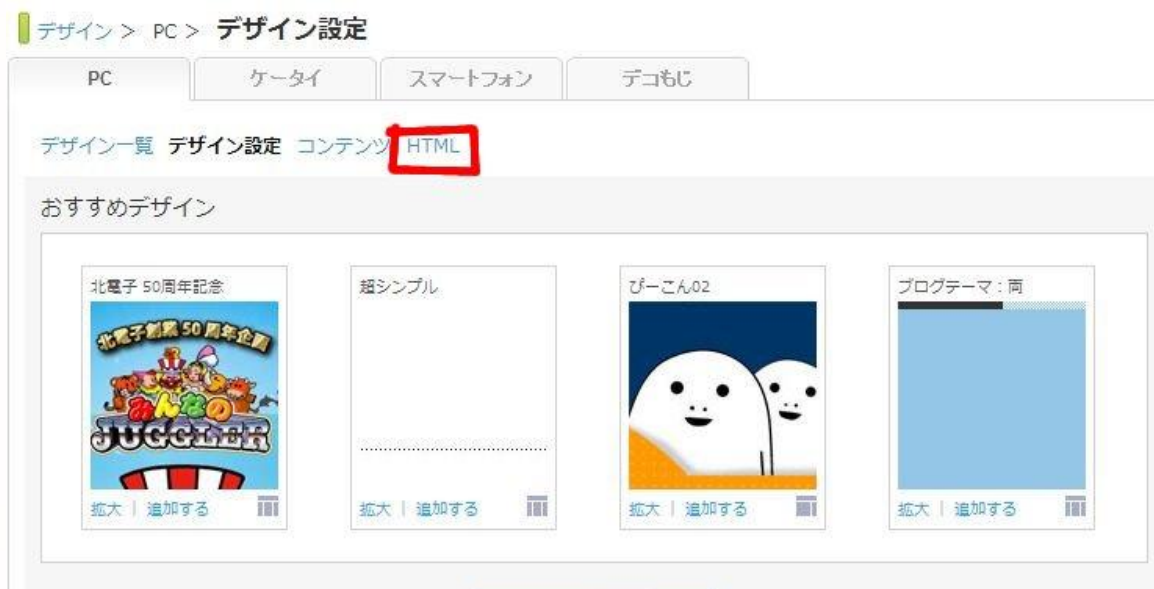 デザイン > PC > デザイン設定
PC ケータイ スマートフォン デコもじ
デザイン一覧 デザイン設定 コンテンツ HTML
おすすめデザイン
北電子 50周年記念
北電子創業50周年企画
みんなの
JUGGLER
拡大 | 追加する
超シンプル
拡大 | 追加する
ぴーこん02
拡大 | 追加する
ブログテーマ：両
拡大 | 追加する